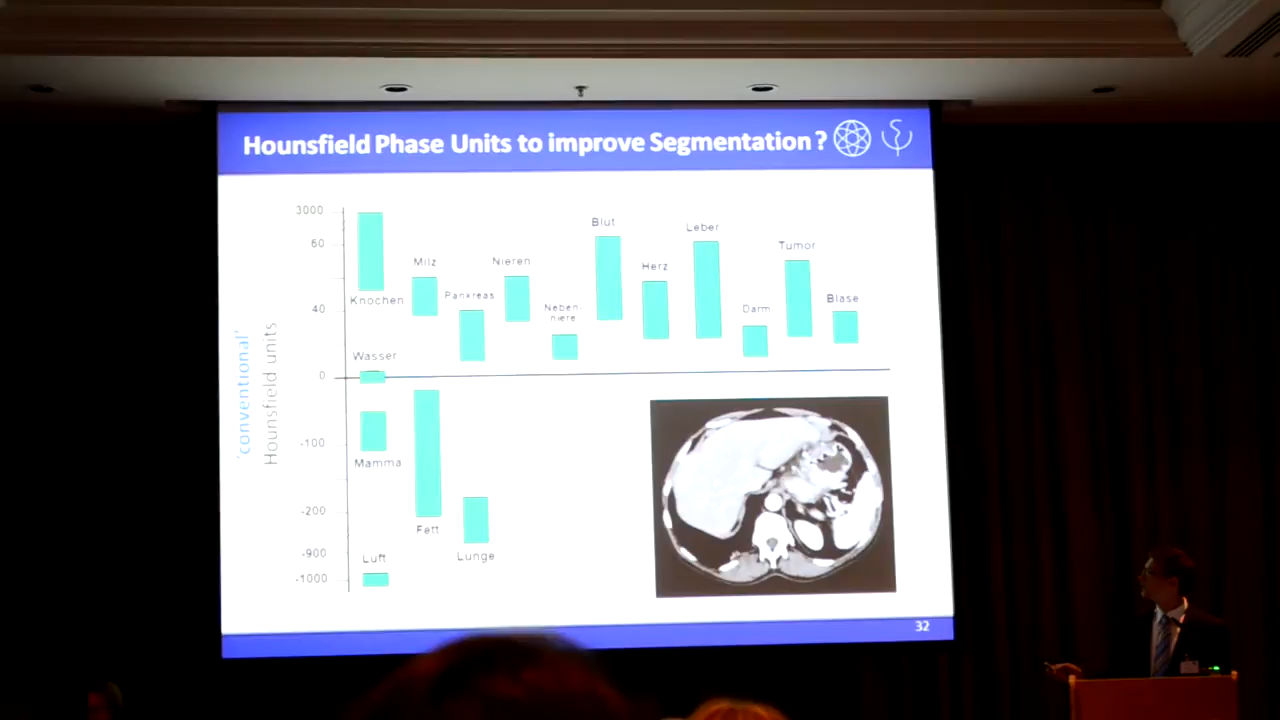 Hounsfield Phase Units to improve Segmentation ?
3000
60
40
0
-100
-200
-900
-1000
'conventional'
Hounsfield units
Knochen
Milz
Pankreas
Nieren
Neben-
niere
Blut
Herz
Leber
Darm
Tumor
Blase
Wasser
Mamma
Fett
Lunge
Luft
32